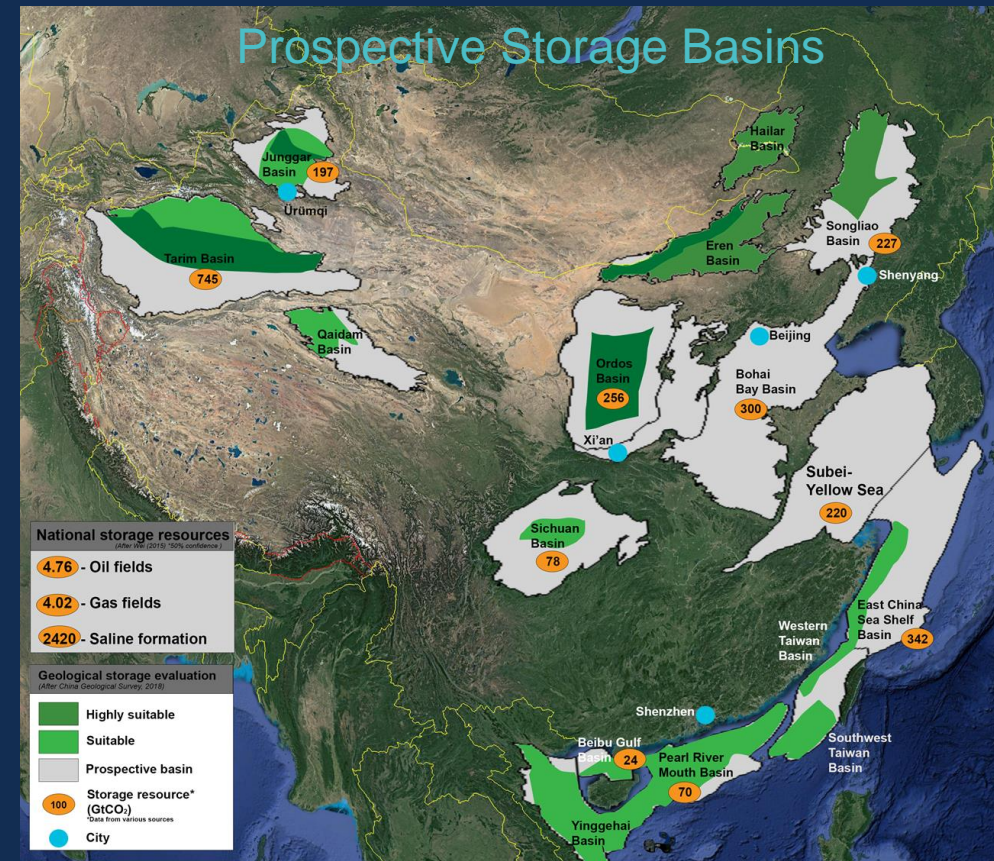 Prospective Storage Basins
Hailar
Basin
Junggar
Basin
197
Ürümqi
Songliao
Basin
227
Eren
Basin
Tarim Basin
745
Shenyang
Qaidam
Basin
Beijing
Ordos
Basin
256
Bohai
Bay Basin
300
Xi'an
Subei-
Yellow Sea
220
Sichuan
Basin
78
East China
Sea Shelf
Basin
342
Western
Taiwan
Basin
Shenzhen
Southwest
Taiwan
Basin
Beibu Gulf
Basin
24
Pearl River
Mouth Basin
70
Yinggehai
Basin
National storage resources
(After Wei (2015) *50% confidence )
4.76 - Oil fields
4.02 - Gas fields
2420 - Saline formation
Geological storage evaluation
(After China Geological Survey, 2018)
Highly suitable
Suitable
Prospective basin
100
Storage resource*
(GtCO₂)
*Data from various sources
City